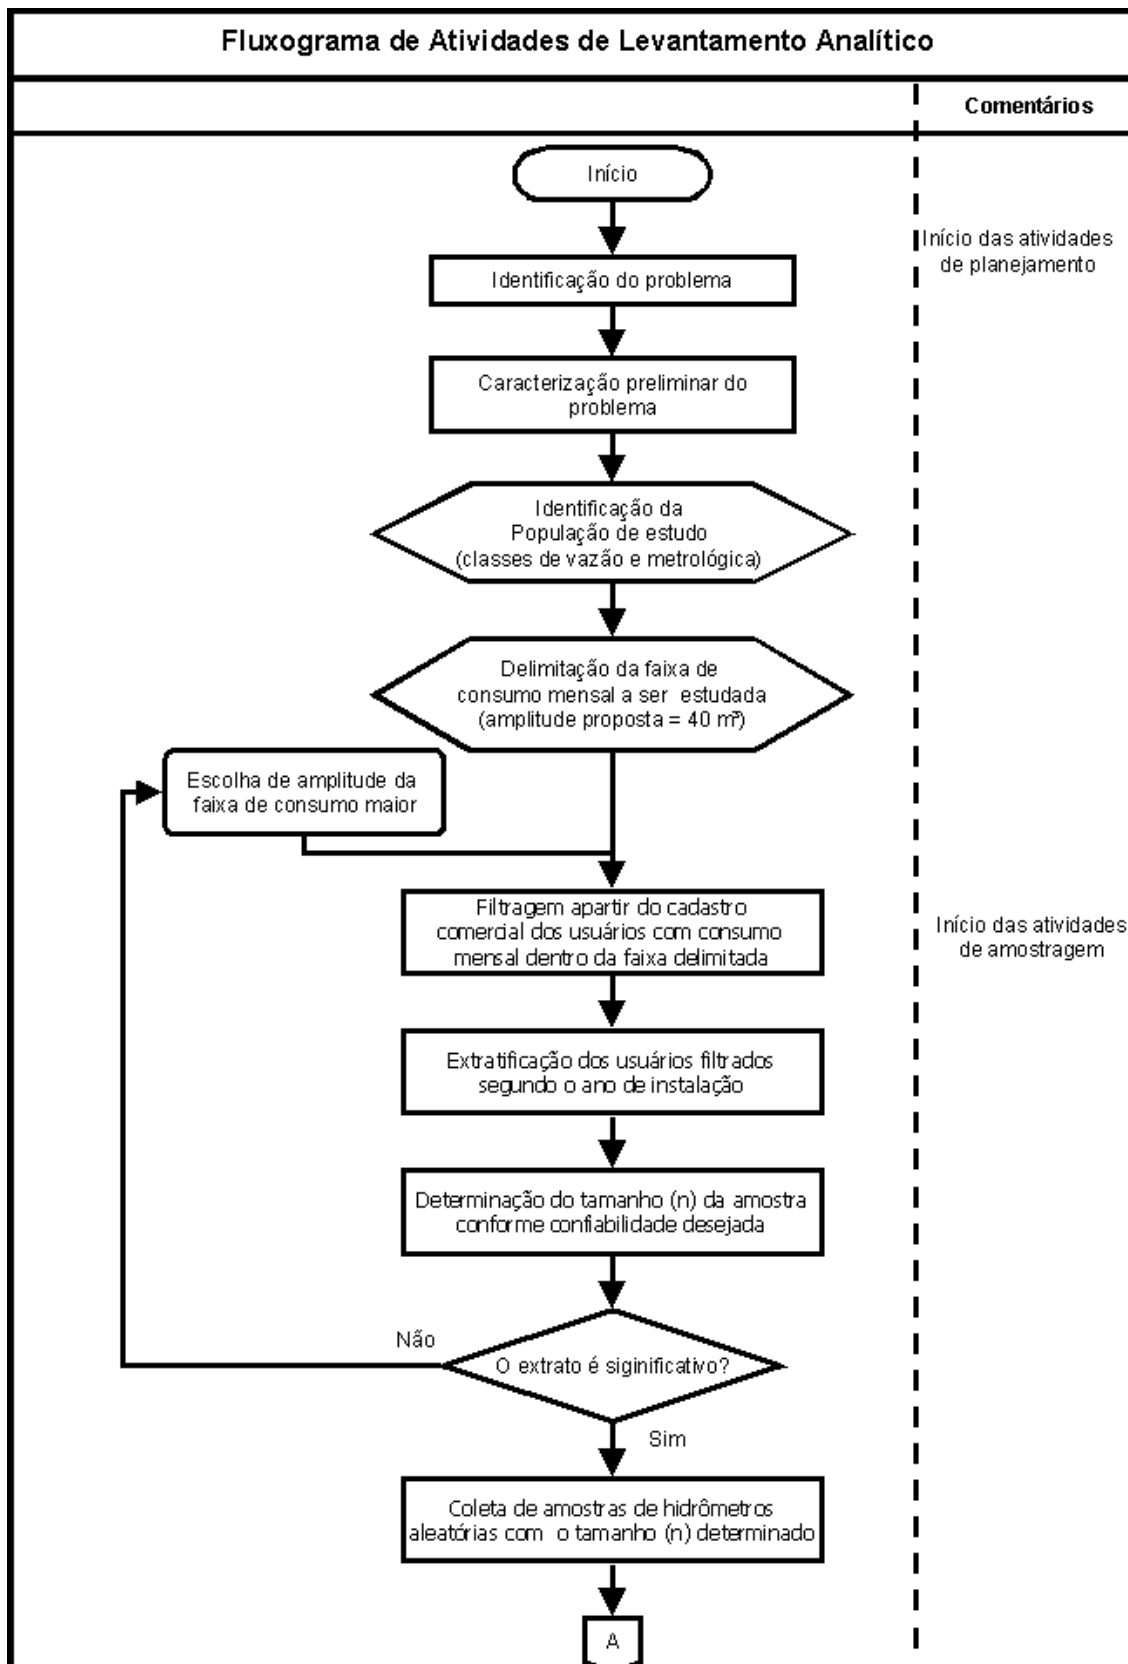 Fluxograma de Atividades de Levantamento Analítico
Comentários
Início
Início das atividades
de planejamento
Identificação do problema
Caracterização preliminar do
problema
Identificação da
População de estudo
(classes de vazão e metrológica)
Delimitação da faixa de
consumo mensal a ser estudada
(amplitude proposta = 40 m³)
Escolha de amplitude da
faixa de consumo maior
Filtragem apartir do cadastro
comercial dos usuários com consumo
mensal dentro da faixa delimitada
Início das atividades
de amostragem
Extratificação dos usuários filtrados
segundo o ano de instalação
Determinação do tamanho (n) da amostra
conforme confiabilidade desejada
Não
O extrato é siginificativo?
Sim
Coleta de amostras de hidrômetros
aleatórias com o tamanho (n) determinado
A